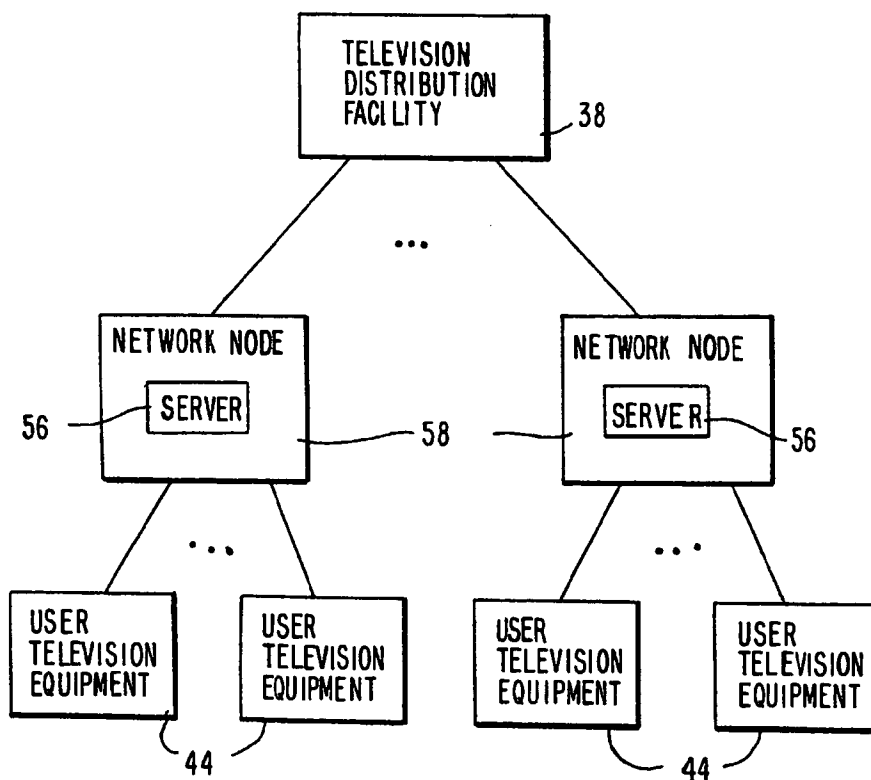 TELEVISION
DISTRIBUTION
FACILITY
38
...
NETWORK NODE
SERVER
56
58
NETWORK NODE
SERVER
56
...
...
USER
TELEVISION
EQUIPMENT
USER
TELEVISION
EQUIPMENT
44
USER
TELEVISION
EQUIPMENT
USER
TELEVISION
EQUIPMENT
44